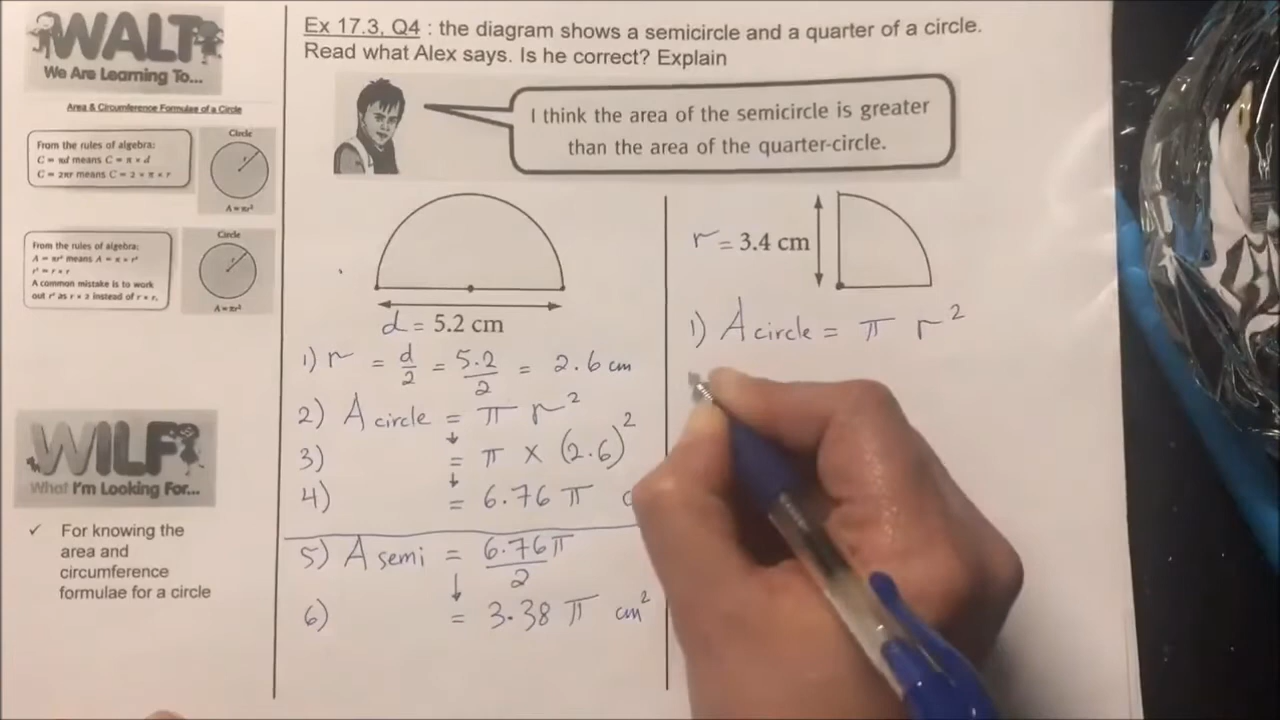 WALT
We Are Learning To...
Area & Circumference Formulae of a Circle
From the rules of algebra:
C = πd means C = π × d
C = 2πr means C = 2 × π × r
Circle
r
A = πr²
From the rules of algebra:
A = πr² means A = π × r²
r² = r × r
A common mistake is to work
out r² as r × 2 instead of r × r.
Circle
r
A = πr²
WILF
What I'm Looking For...
✓ For knowing the
area and
circumference
formulae for a circle
Ex 17.3, Q4 : the diagram shows a semicircle and a quarter of a circle.
Read what Alex says. Is he correct? Explain
I think the area of the semicircle is greater
than the area of the quarter-circle.
d = 5.2 cm
1) r = d/2 = 5.2/2 = 2.6 cm
2) A circle = π r²
3) = π × (2.6)²
4) = 6.76 π
5) A semi = 6.76π/2
6) = 3.38 π cm²
r = 3.4 cm
1) A circle = π r²